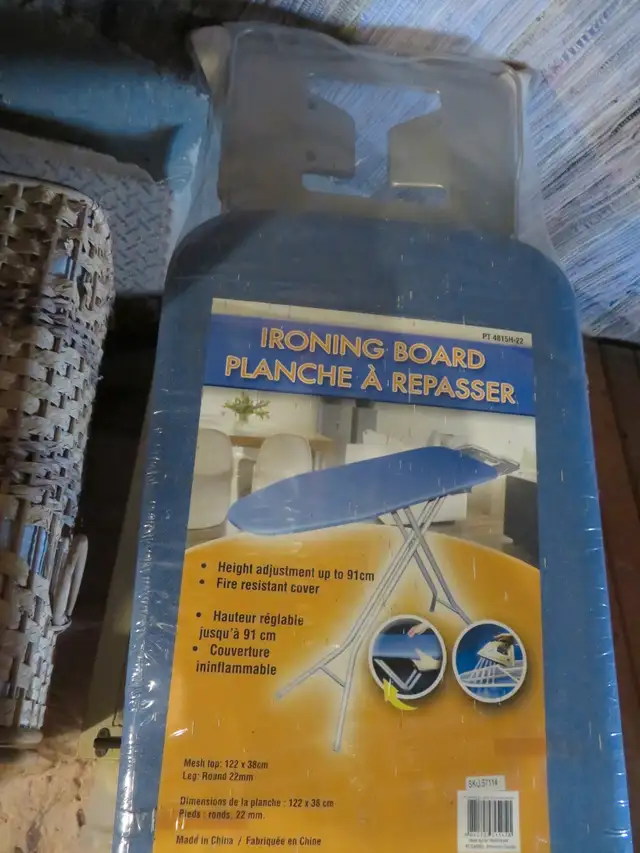 PT 4815H-22
IRONING BOARD
PLANCHE À REPASSER
• Height adjustment up to 91cm
• Fire resistant cover
• Hauteur réglable
jusqu'à 91 cm
• Couverture
ininflammable
Mesh top: 122 x 38cm
Leg: Round 22mm
Dimensions de la planche : 122 x 38 cm
Pieds : ronds, 22 mm.
Made in China / Fabriquée en Chine
SKU:57114